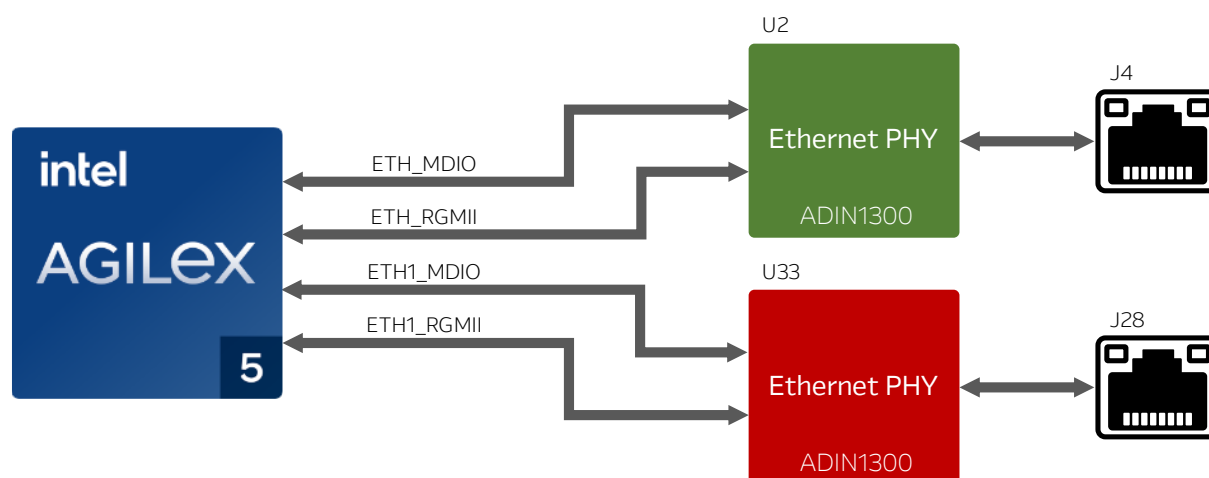 intel
AGILEX
5
ETH_MDIO
ETH_RGMII
ETH1_MDIO
ETH1_RGMII
U2
Ethernet PHY
ADIN1300
J4
U33
Ethernet PHY
ADIN1300
J28